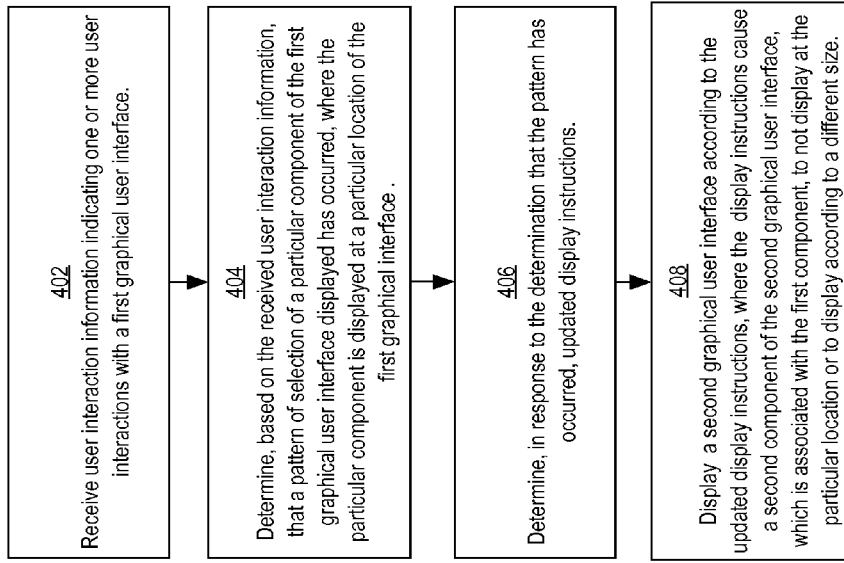 402
Receive user interaction information indicating one or more user
interactions with a first graphical user interface.
404
Determine, based on the received user interaction information,
that a pattern of selection of a particular component of the first
graphical user interface displayed has occurred, where the
particular component is displayed at a particular location of the
first graphical interface .
406
Determine, in response to the determination that the pattern has
occurred, updated display instructions.
408
Display a second graphical user interface according to the
updated display instructions, where the display instructions cause
a second component of the second graphical user interface,
which is associated with the first component, to not display at the
particular location or to display according to a different size.